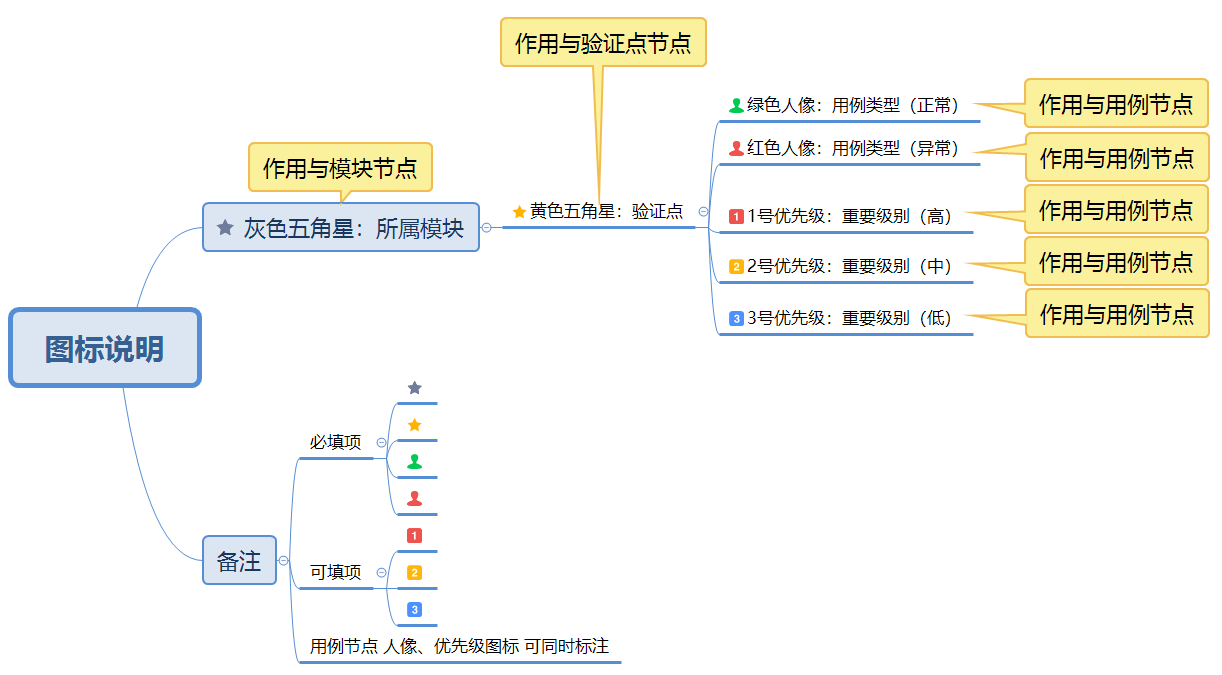 图标说明
作用与模块节点
灰色五角星：所属模块
作用与验证点节点
黄色五角星：验证点
绿色人像：用例类型（正常）
作用与用例节点
红色人像：用例类型（异常）
作用与用例节点
1
1号优先级：重要级别（高）
作用与用例节点
2
2号优先级：重要级别（中）
作用与用例节点
3
3号优先级：重要级别（低）
作用与用例节点
备注
必填项
可填项
1
2
3
用例节点 人像、优先级图标 可同时标注